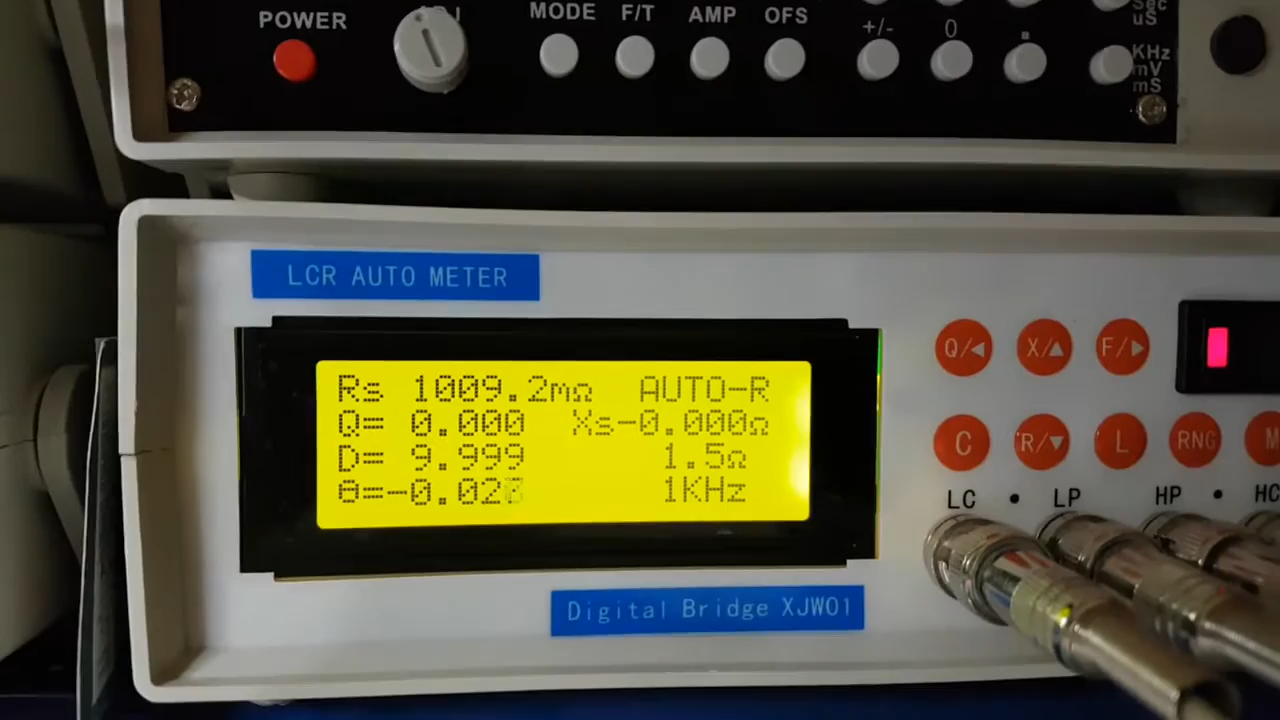 POWER
ADJ
MODE F/T AMP OFS
+/- 0 .
Sec
uS
KHz
mV
mS
LCR AUTO METER
Rs 1009.2mΩ AUTO-R
Q= 0.000 Xs-0.000Ω
D= 9.999 1.5Ω
θ=-0.02 1KHz
Q/◀ X/▲ F/▶
C R/▼ L RNG M
LC • LP HP • HC
Digital Bridge XJW01